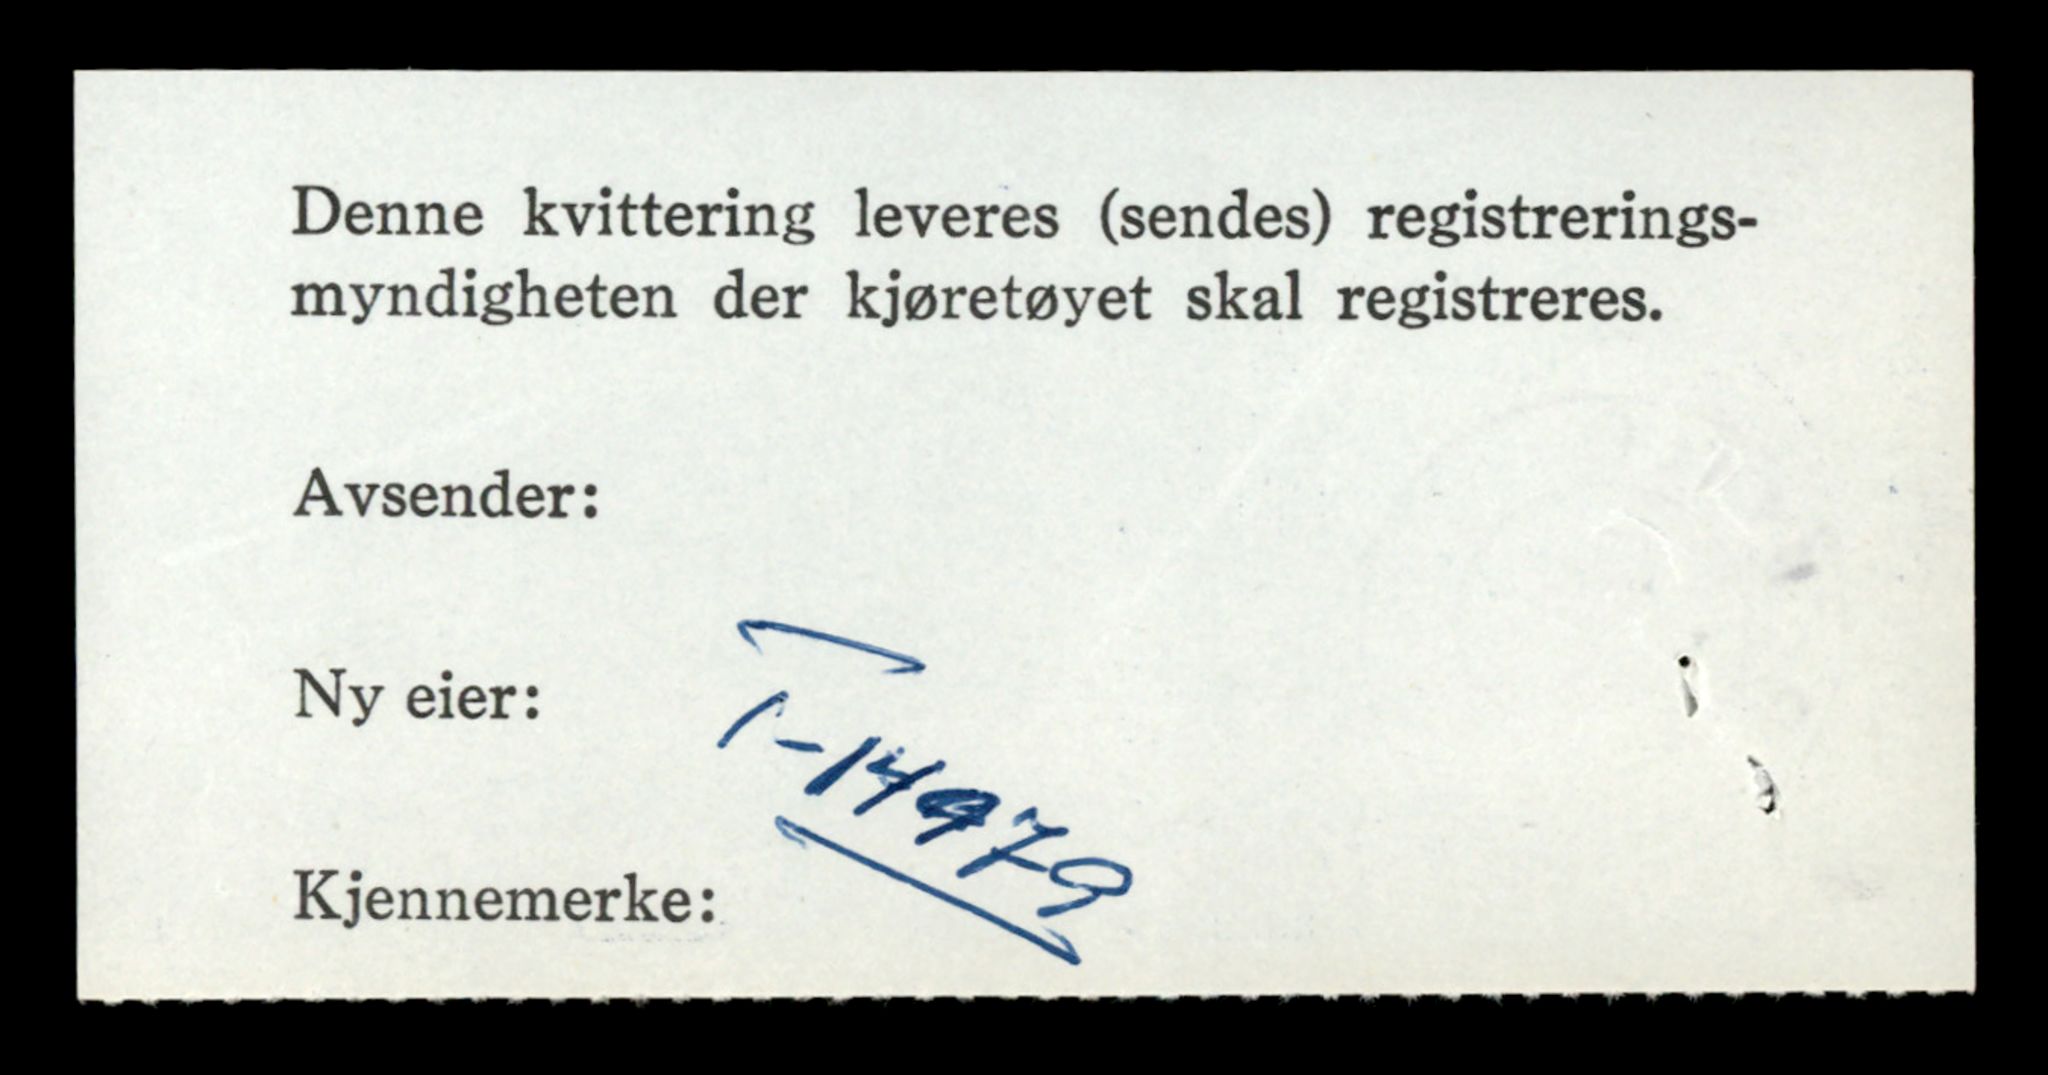 Denne kvittering leveres (sendes) registrerings-
myndigheten der kjøretøyet skal registreres.
Avsender:
Ny eier:
T-14979
Kjennemerke: